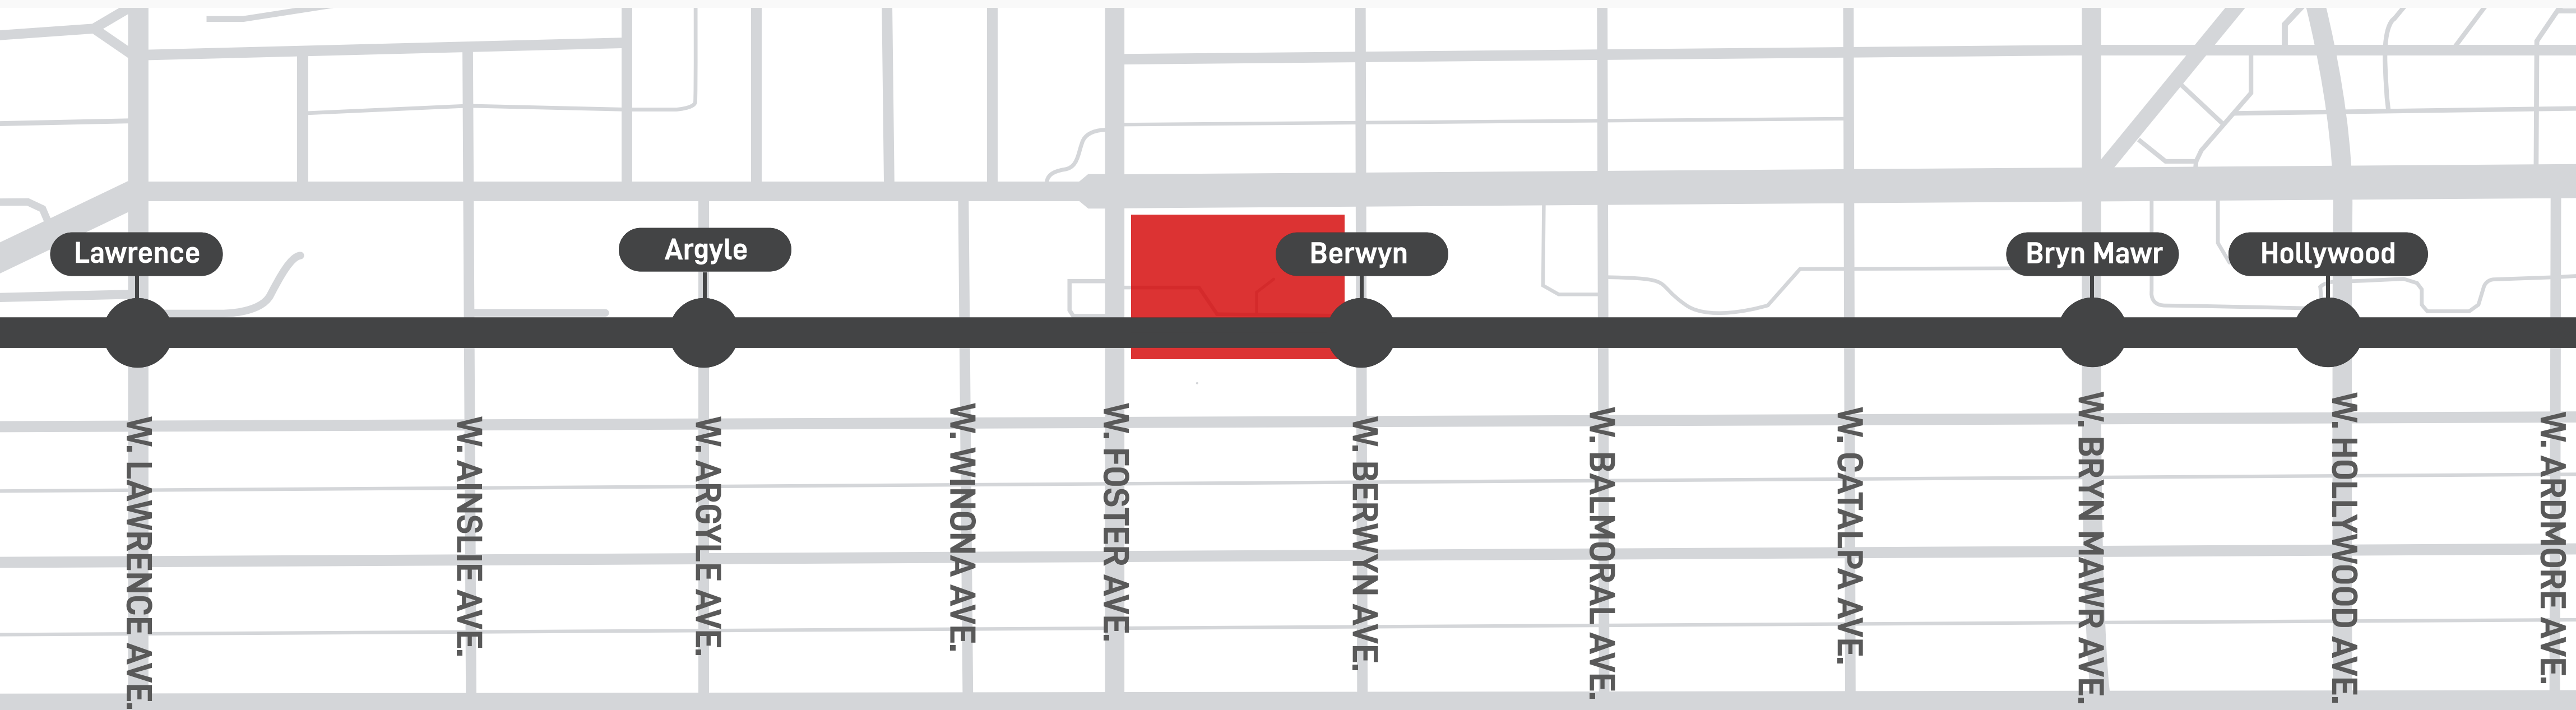 Lawrence
Argyle
Berwyn
Bryn Mawr
Hollywood
W. LAWRENCE AVE.
W. AINSLIE AVE.
W. ARGYLE AVE.
W. WINONA AVE.
W. FOSTER AVE.
W. BERWYN AVE.
W. BALMORAL AVE.
W. CATALPA AVE.
W. BRYN MAWR AVE.
W. HOLLYWOOD AVE.
W. ARDMORE AVE.